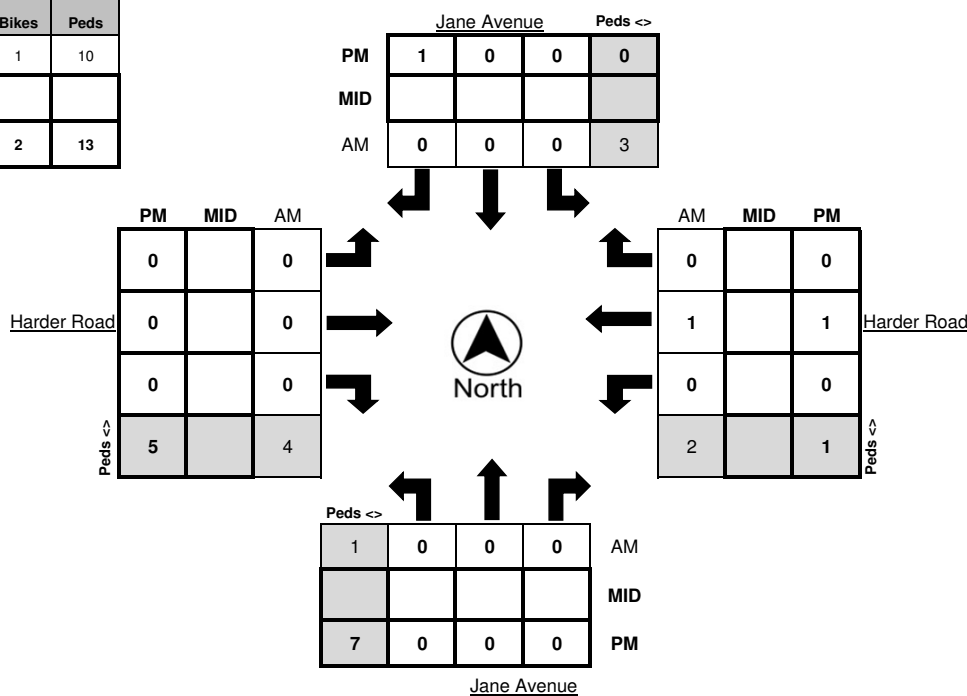 Bikes Peds
1 10
2 13
Jane Avenue Peds <>
PM 1 0 0 0
MID
AM 0 0 0 3
PM MID AM
0 0
Harder Road 0 0
0 0
Peds <> 5 4
AM MID PM
0 0
1 1 Harder Road
0 0
2 1 Peds <>
North
Peds <>
1 0 0 0 AM
MID
7 0 0 0 PM
Jane Avenue